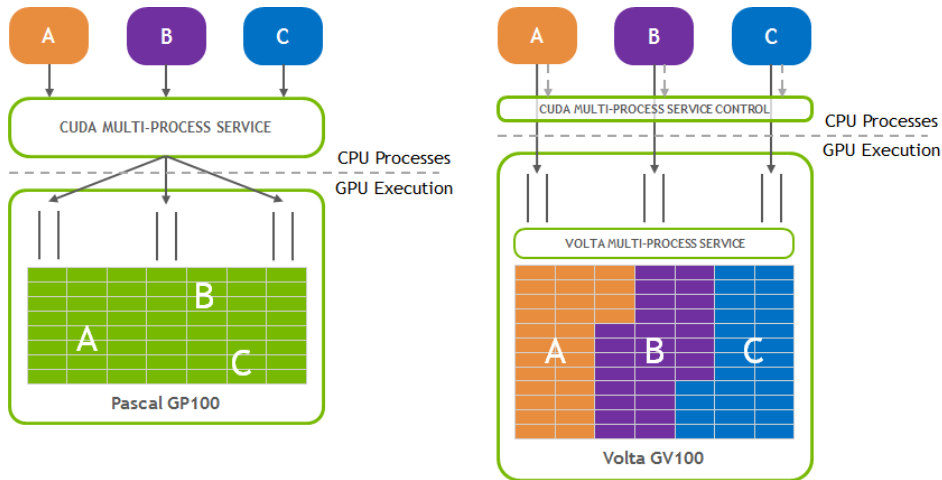 A
B
C
CUDA MULTI-PROCESS SERVICE
CPU Processes
GPU Execution
B
A
C
Pascal GP100
A
B
C
CUDA MULTI-PROCESS SERVICE CONTROL
CPU Processes
GPU Execution
VOLTA MULTI-PROCESS SERVICE
A
B
C
Volta GV100